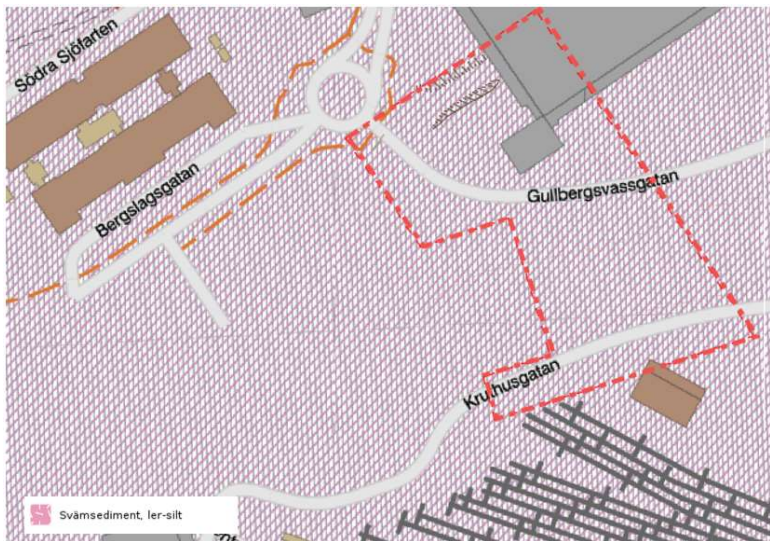 Södra Sjöfarten
Bergslagsgatan
Gullbergsvassgatan
Kruthusgatan
Svämsediment, ler-silt